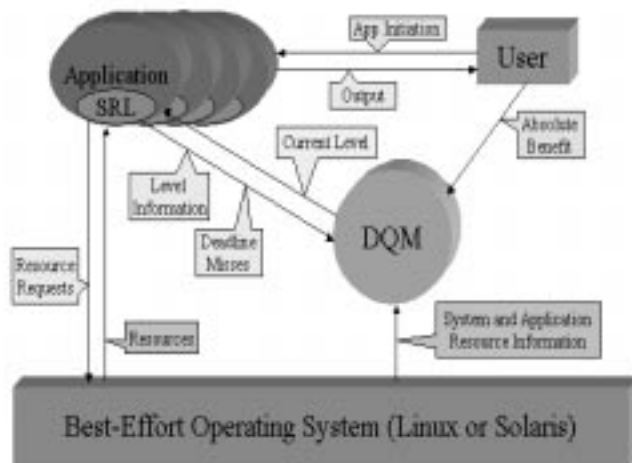 App Initiation
User
Application
SRL
Output
Absolute
Benefit
Current Level
Level
Information
DQM
Deadline
Misses
Resource
Requests
System and Application
Resource Information
Resources
Best-Effort Operating System (Linux or Solaris)